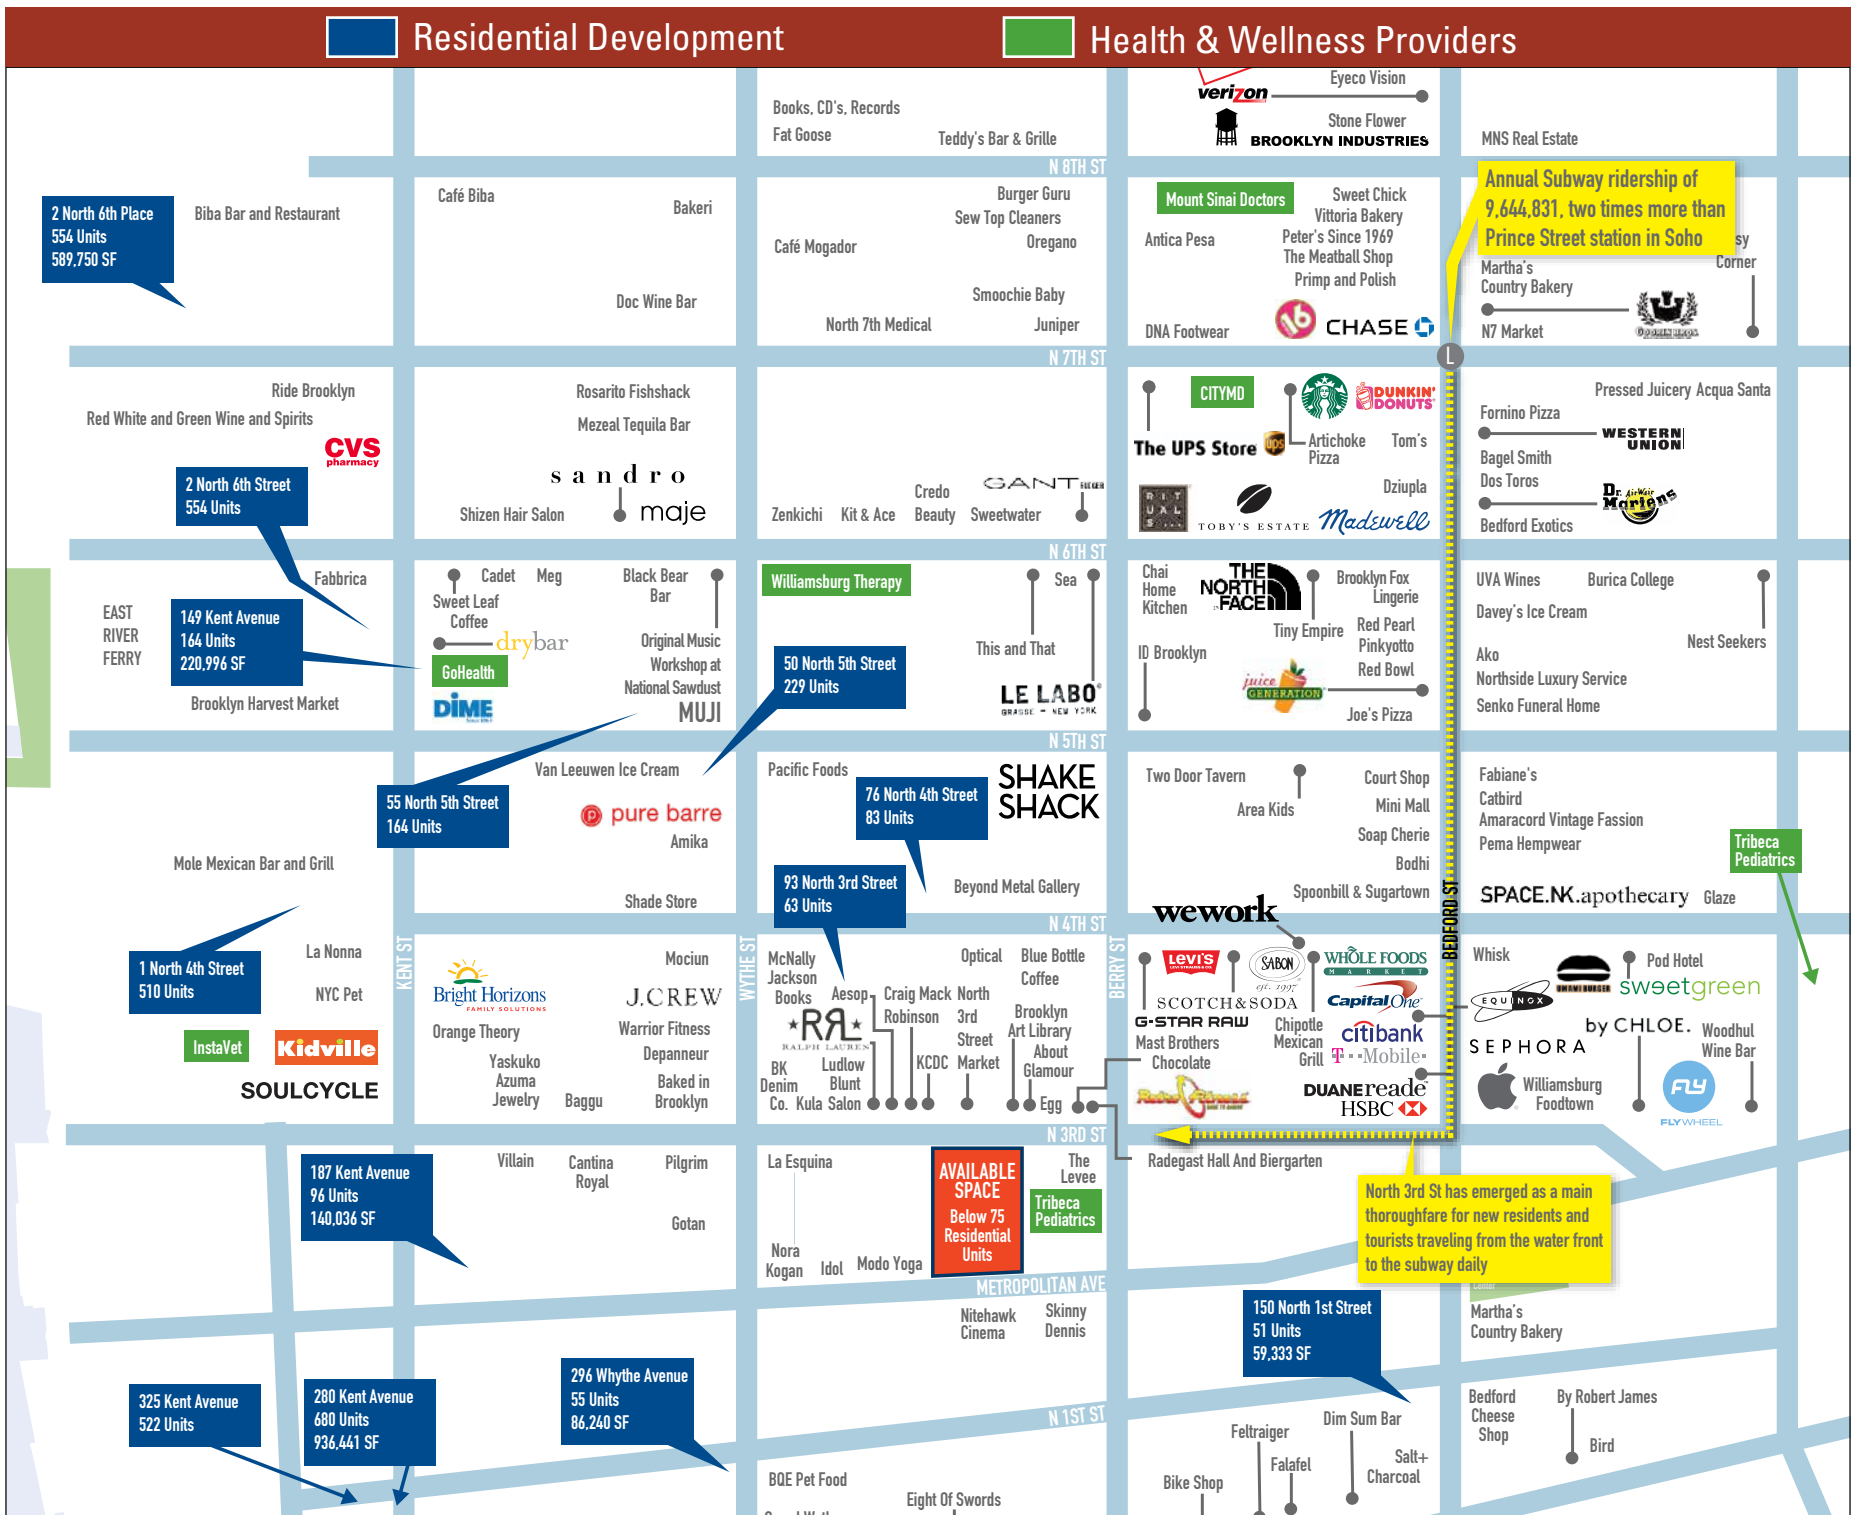 Residential Development
Health & Wellness Providers
Books, CD's, Records
Fat Goose
Teddy's Bar & Grille
verizon
Eyeco Vision
Stone Flower
BROOKLYN INDUSTRIES
MNS Real Estate
N 8TH ST
2 North 6th Place
554 Units
589,750 SF
Biba Bar and Restaurant
Café Biba
Bakeri
Doc Wine Bar
Burger Guru
Sew Top Cleaners
Oregano
Café Mogador
Smoochie Baby
North 7th Medical
Juniper
Mount Sinai Doctors
Sweet Chick
Vittoria Bakery
Antica Pesa
Peter's Since 1969
The Meatball Shop
Primp and Polish
DNA Footwear
16
CHASE
Annual Subway ridership of
9,644,831, two times more than
Prince Street station in Soho
sy
Corner
Martha's
Country Bakery
N7 Market
GOORIN BROS.
N 7TH ST
L
Ride Brooklyn
Red White and Green Wine and Spirits
CVS
pharmacy
2 North 6th Street
554 Units
Rosarito Fishshack
Mezeal Tequila Bar
sandro
Shizen Hair Salon
maje
Zenkichi
Kit & Ace
Credo
Beauty
Sweetwater
GANT
RUGGER
CITYMD
DUNKIN'
DONUTS
The UPS Store
ups
Artichoke
Pizza
Tom's
RITUALS
TOBY'S ESTATE
Dziupla
Madewell
Pressed Juicery
Acqua Santa
Fornino Pizza
WESTERN
UNION
Bagel Smith
Dos Toros
Dr. Martens
AirWair
Bedford Exotics
N 6TH ST
EAST
RIVER
FERRY
Fabbrica
149 Kent Avenue
164 Units
220,996 SF
Brooklyn Harvest Market
Cadet
Meg
Sweet Leaf
Coffee
drybar
GoHealth
DIME
Black Bear
Bar
Original Music
Workshop at
National Sawdust
MUJI
Williamsburg Therapy
50 North 5th Street
229 Units
Sea
This and That
LE LABO
GRASSE - NEW YORK
Chai
Home
Kitchen
THE
NORTH
FACE
Brooklyn Fox
Lingerie
Tiny Empire
Red Pearl
Pinkyotto
Red Bowl
ID Brooklyn
juice
GENERATION
Joe's Pizza
UVA Wines
Burica College
Davey's Ice Cream
Nest Seekers
Ako
Northside Luxury Service
Senko Funeral Home
N 5TH ST
55 North 5th Street
164 Units
Mole Mexican Bar and Grill
Van Leeuwen Ice Cream
pure barre
Amika
Shade Store
Pacific Foods
76 North 4th Street
83 Units
SHAKE
SHACK
93 North 3rd Street
63 Units
Beyond Metal Gallery
Two Door Tavern
Area Kids
Court Shop
Mini Mall
Soap Cherie
Bodhi
Spoonbill & Sugartown
wework
Fabiane's
Catbird
Amaracord Vintage Fassion
Pema Hempwear
Tribeca
Pediatrics
SPACE.NK.apothecary
Glaze
N 4TH ST
KENT ST
WYTHE ST
BERRY ST
BEDFORD ST
1 North 4th Street
510 Units
La Nonna
NYC Pet
InstaVet
Kidville
SOULCYCLE
Bright Horizons
FAMILY SOLUTIONS
Orange Theory
Yaskuko
Azuma
Jewelry
Baggu
Mociun
J.CREW
Warrior Fitness
Depanneur
Baked in
Brooklyn
McNally
Jackson
Books
Aesop
RRL
RALPH LAUREN
BK
Denim
Co.
Kula
Ludlow
Blunt
Salon
Craig Mack
Robinson
KCDC
Optical
North
3rd
Street
Market
Blue Bottle
Coffee
Brooklyn
Art Library
About
Glamour
Egg
LEVI'S
SABON
est. 1997
WHOLE FOODS
MARKET
SCOTCH & SODA
G-STAR RAW
Capital One
citibank
T-Mobile
Chipotle
Mexican
Grill
Mast Brothers
Chocolate
Retro Fitness
DUANEreade
HSBC
Whisk
UMAMI BURGER
Pod Hotel
sweetgreen
EQUINOX
by CHLOE.
SEPHORA
Woodhul
Wine Bar
Williamsburg
Foodtown
FLY
FLYWHEEL
N 3RD ST
187 Kent Avenue
96 Units
140,036 SF
Villain
Cantina
Royal
Pilgrim
Gotan
La Esquina
Nora
Kogan
Idol
Modo Yoga
AVAILABLE
SPACE
Below 75
Residential
Units
The
Levee
Tribeca
Pediatrics
Radegast Hall And Biergarten
North 3rd St has emerged as a main
thoroughfare for new residents and
tourists traveling from the water front
to the subway daily
Center
METROPOLITAN AVE
Nitehawk
Cinema
Skinny
Dennis
150 North 1st Street
51 Units
59,333 SF
Martha's
Country Bakery
325 Kent Avenue
522 Units
280 Kent Avenue
680 Units
936,441 SF
296 Whythe Avenue
55 Units
86,240 SF
N 1ST ST
BQE Pet Food
Eight Of Swords
Bike Shop
Feltraiger
Falafel
Dim Sum Bar
Salt+
Charcoal
Bedford
Cheese
Shop
By Robert James
Bird